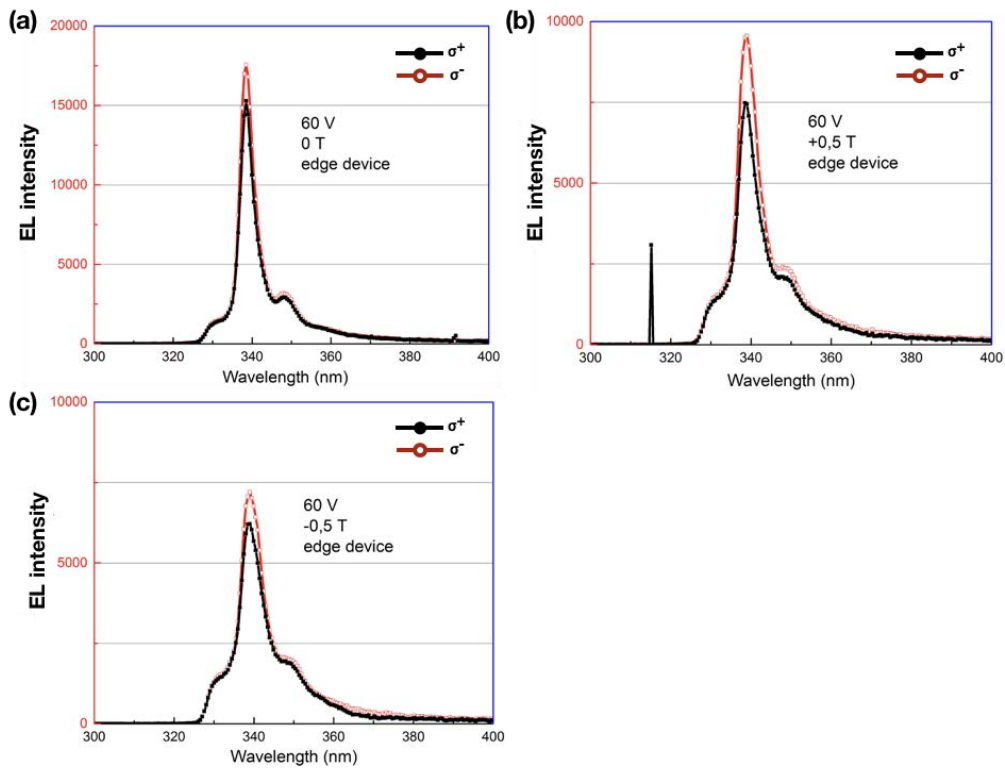 (a)
EL intensity
20000
15000
10000
5000
0
σ+
σ-
60 V
0 T
edge device
300 320 340 360 380 400
Wavelength (nm)
(b)
EL intensity
10000
5000
0
σ+
σ-
60 V
+0,5 T
edge device
300 320 340 360 380 400
Wavelength (nm)
(c)
EL intensity
10000
5000
0
σ+
σ-
60 V
-0,5 T
edge device
300 320 340 360 380 400
Wavelength (nm)